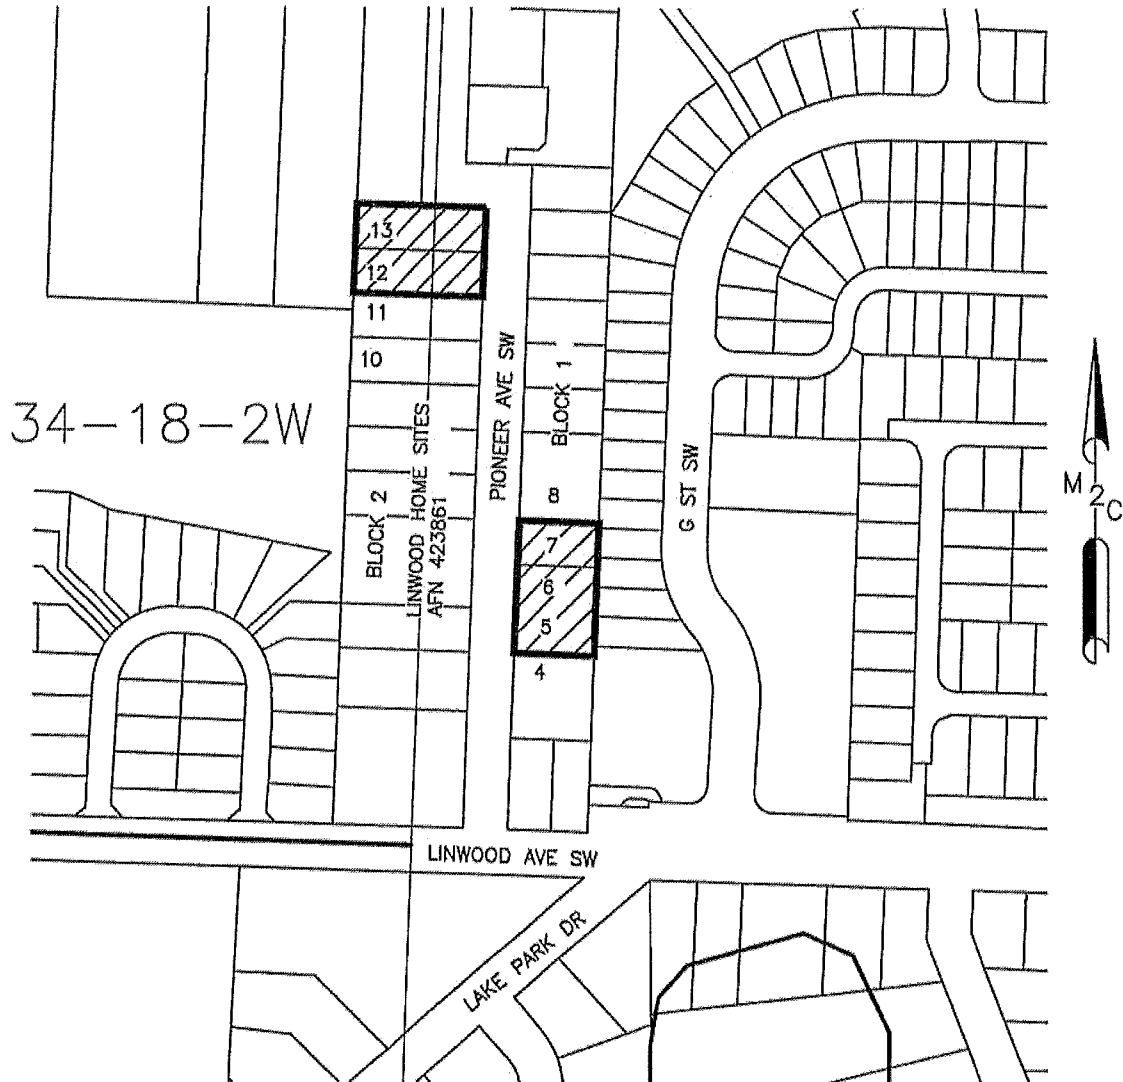 13
12
11
10
34-18-2W
PIONEER AVE SW
BLOCK 1
LINWOOD HOME SITES
AFN 423861
BLOCK 2
G ST SW
8
7
6
5
4
M2C
LINWOOD AVE SW
LAKE PARK DR